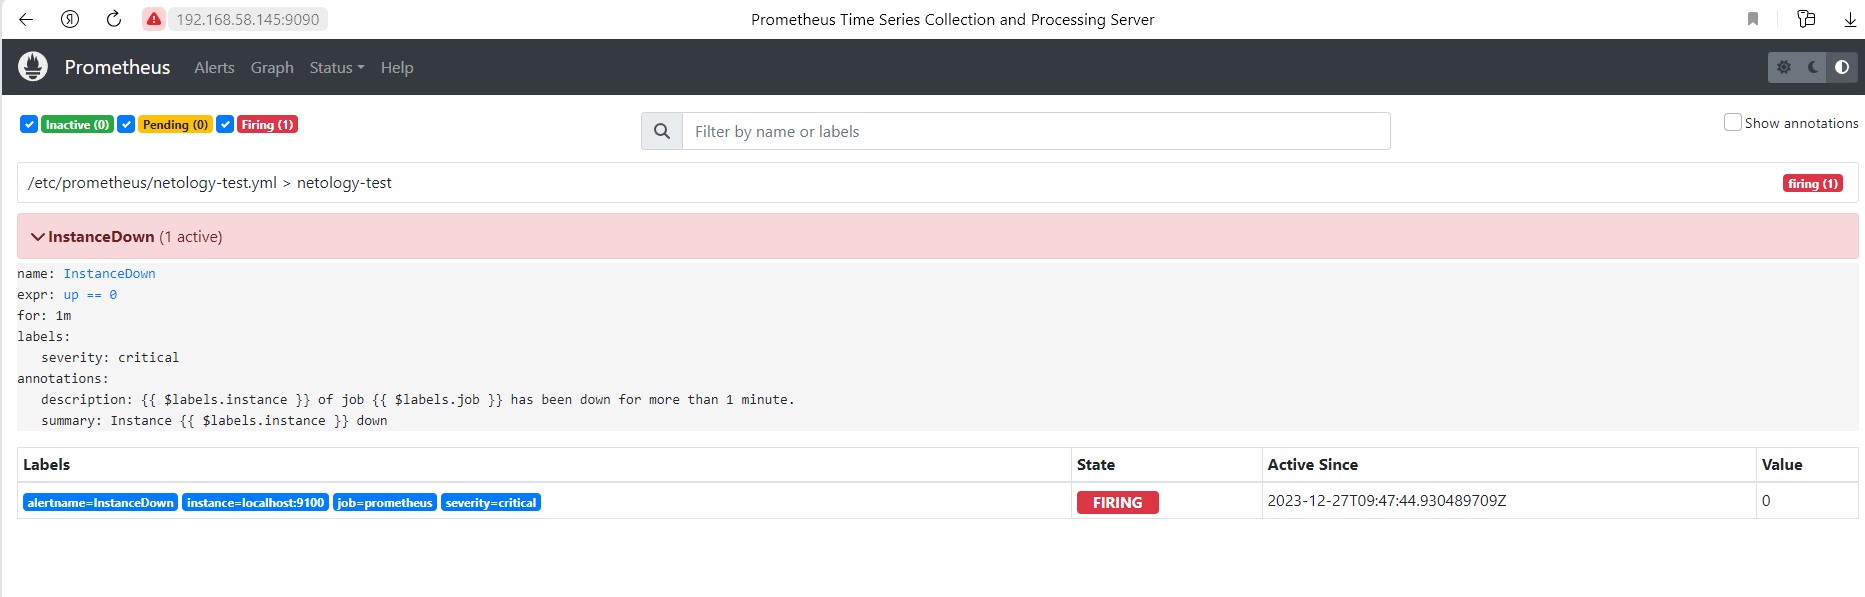 Я 192.168.58.145:9090 Prometheus Time Series Collection and Processing Server
Prometheus Alerts Graph Status Help
Inactive (0) Pending (0) Firing (1) Filter by name or labels Show annotations
/etc/prometheus/netology-test.yml > netology-test firing (1)
InstanceDown (1 active)
name: InstanceDown
expr: up == 0
for: 1m
labels:
severity: critical
annotations:
description: {{ $labels.instance }} of job {{ $labels.job }} has been down for more than 1 minute.
summary: Instance {{ $labels.instance }} down
Labels State Active Since Value
alertname=InstanceDown instance=localhost:9100 job=prometheus severity=critical FIRING 2023-12-27T09:47:44.930489709Z 0